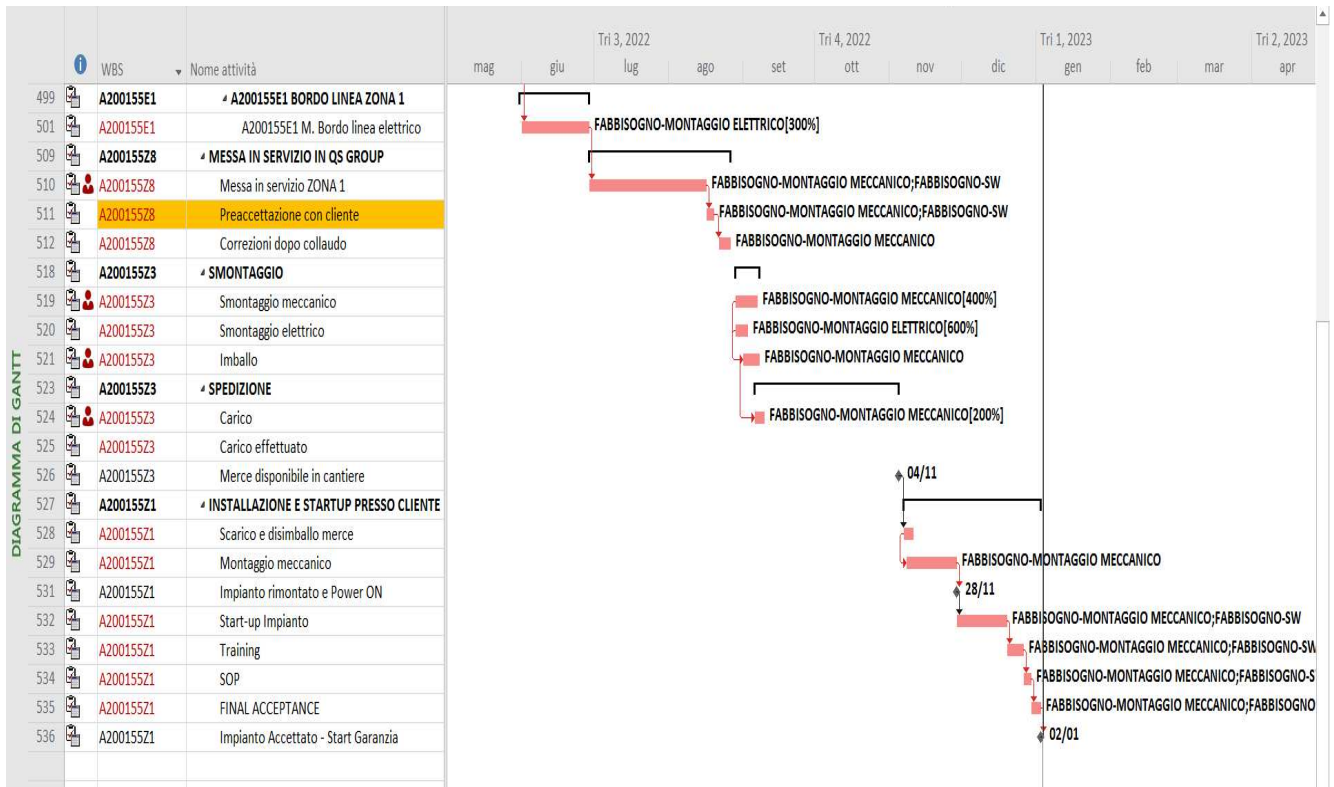 Tri 3, 2022 Tri 4, 2022 Tri 1, 2023 Tri 2, 2023
WBS Nome attività mag giu lug ago set ott nov dic gen feb mar apr
499 A200155E1 A200155E1 BORDO LINEA ZONA 1
501 A200155E1 A200155E1 M. Bordo linea elettrico FABBISOGNO-MONTAGGIO ELETTRICO[300%]
509 A200155Z8 MESSA IN SERVIZIO IN QS GROUP
510 A200155Z8 Messa in servizio ZONA 1 FABBISOGNO-MONTAGGIO MECCANICO;FABBISOGNO-SW
511 A200155Z8 Preaccettazione con cliente FABBISOGNO-MONTAGGIO MECCANICO;FABBISOGNO-SW
512 A200155Z8 Correzioni dopo collaudo FABBISOGNO-MONTAGGIO MECCANICO
518 A200155Z3 SMONTAGGIO
519 A200155Z3 Smontaggio meccanico FABBISOGNO-MONTAGGIO MECCANICO[400%]
520 A200155Z3 Smontaggio elettrico FABBISOGNO-MONTAGGIO ELETTRICO[600%]
521 A200155Z3 Imballo FABBISOGNO-MONTAGGIO MECCANICO
523 A200155Z3 SPEDIZIONE
524 A200155Z3 Carico FABBISOGNO-MONTAGGIO MECCANICO[200%]
525 A200155Z3 Carico effettuato
526 A200155Z3 Merce disponibile in cantiere 04/11
527 A200155Z1 INSTALLAZIONE E STARTUP PRESSO CLIENTE
528 A200155Z1 Scarico e disimballo merce
529 A200155Z1 Montaggio meccanico FABBISOGNO-MONTAGGIO MECCANICO
531 A200155Z1 Impianto rimontato e Power ON 28/11
532 A200155Z1 Start-up Impianto FABBISOGNO-MONTAGGIO MECCANICO;FABBISOGNO-SW
533 A200155Z1 Training FABBISOGNO-MONTAGGIO MECCANICO;FABBISOGNO-SW
534 A200155Z1 SOP FABBISOGNO-MONTAGGIO MECCANICO;FABBISOGNO-S
535 A200155Z1 FINAL ACCEPTANCE FABBISOGNO-MONTAGGIO MECCANICO;FABBISOGNO
536 A200155Z1 Impianto Accettato - Start Garanzia 02/01
DIAGRAMMA DI GANTT